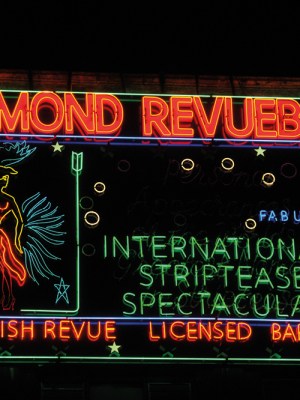 MOND REVUEB
FABU
INTERNATIONA
STRIPTEASE
SPECTACULA
ISH REVUE LICENSED BA